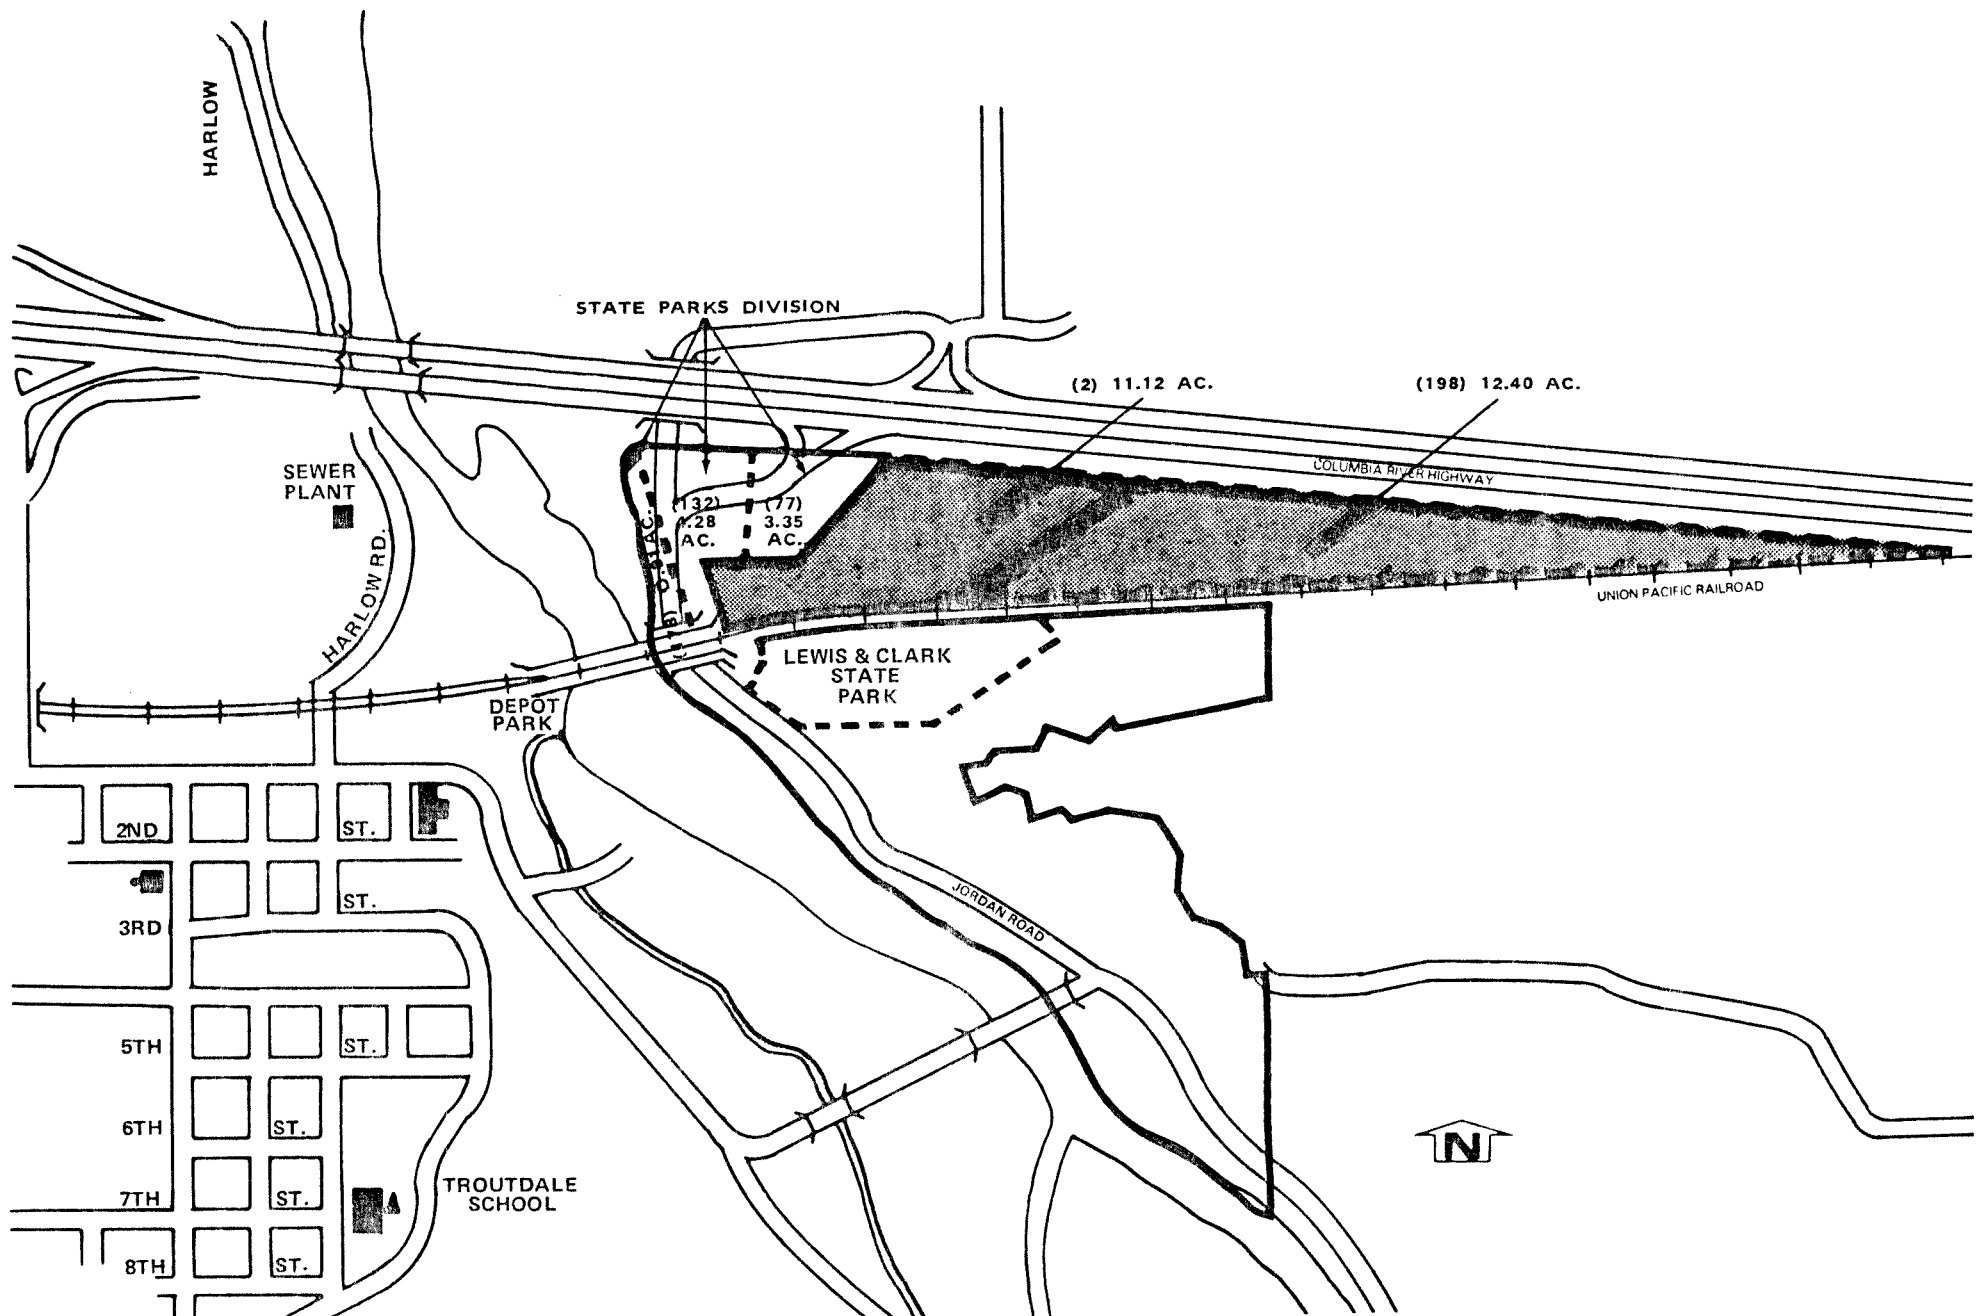 HARLOW
STATE PARKS DIVISION
(2) 11.12 AC.
(198) 12.40 AC.
COLUMBIA RIVER HIGHWAY
SEWER
PLANT
(132)
AC.
(77)
3.35
AC.
HARLOW RD.
UNION PACIFIC RAILROAD
LEWIS & CLARK
STATE
PARK
DEPOT
PARK
2ND
ST.
ST.
3RD
JORDAN ROAD
5TH
ST.
6TH
ST.
7TH
ST.
TROUTDALE
SCHOOL
8TH
ST.
N